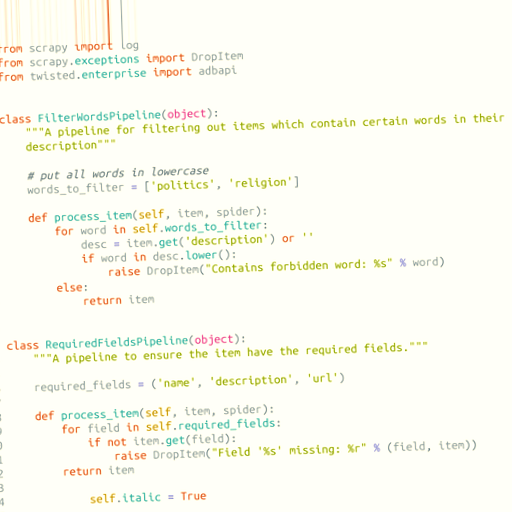 from scrapy import log
from scrapy.exceptions import DropItem
from twisted.enterprise import adbapi
class FilterWordsPipeline(object):
"""A pipeline for filtering out items which contain certain words in their
description"""
# put all words in lowercase
words_to_filter = ['politics', 'religion']
def process_item(self, item, spider):
for word in self.words_to_filter:
desc = item.get('description') or ''
if word in desc.lower():
raise DropItem("Contains forbidden word: %s" % word)
else:
return item
class RequiredFieldsPipeline(object):
"""A pipeline to ensure the item have the required fields."""
required_fields = ('name', 'description', 'url')
def process_item(self, item, spider):
for field in self.required_fields:
if not item.get(field):
raise DropItem("Field '%s' missing: %r" % (field, item))
return item
self.italic = True